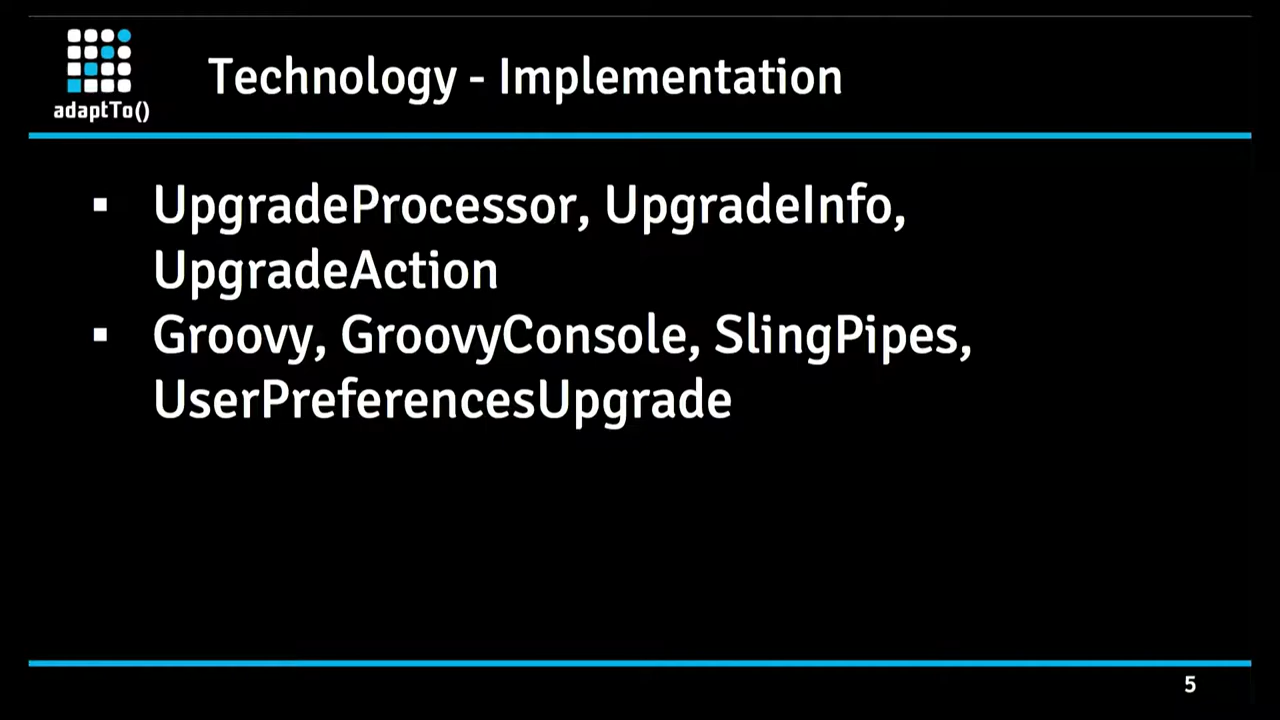 adaptTo()
Technology - Implementation
▪ UpgradeProcessor, UpgradeInfo,
UpgradeAction
▪ Groovy, GroovyConsole, SlingPipes,
UserPreferencesUpgrade
5